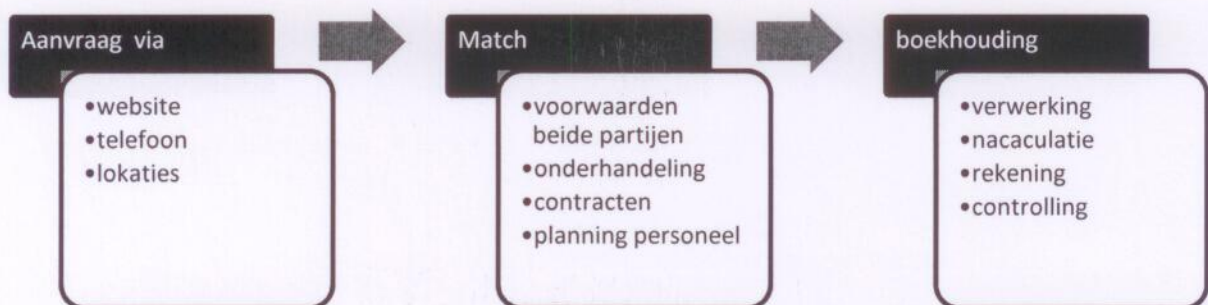 Aanvraag via
•website
•telefoon
•lokaties
Match
•voorwaarden
beide partijen
•onderhandeling
•contracten
•planning personeel
boekhouding
•verwerking
•nacaculatie
•rekening
•controlling